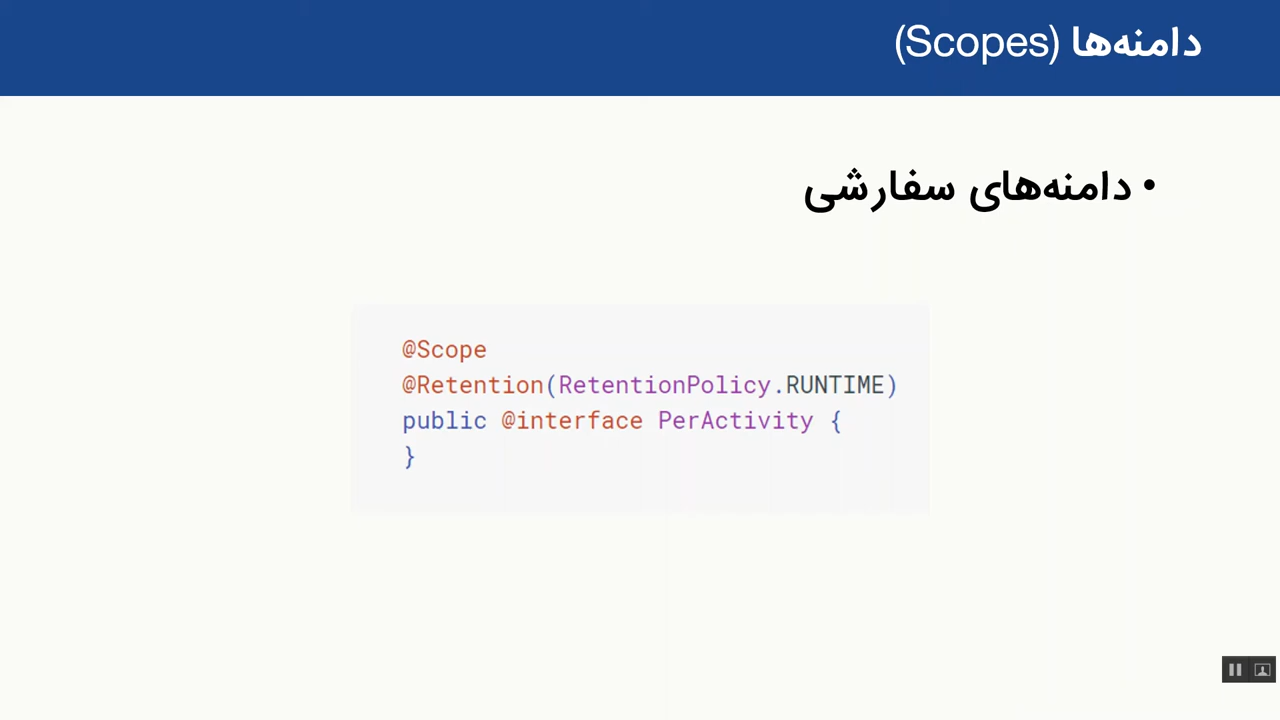 دامنه‌ها (Scopes)
• دامنه‌های سفارشی
@Scope
@Retention(RetentionPolicy.RUNTIME)
public @interface PerActivity {
}